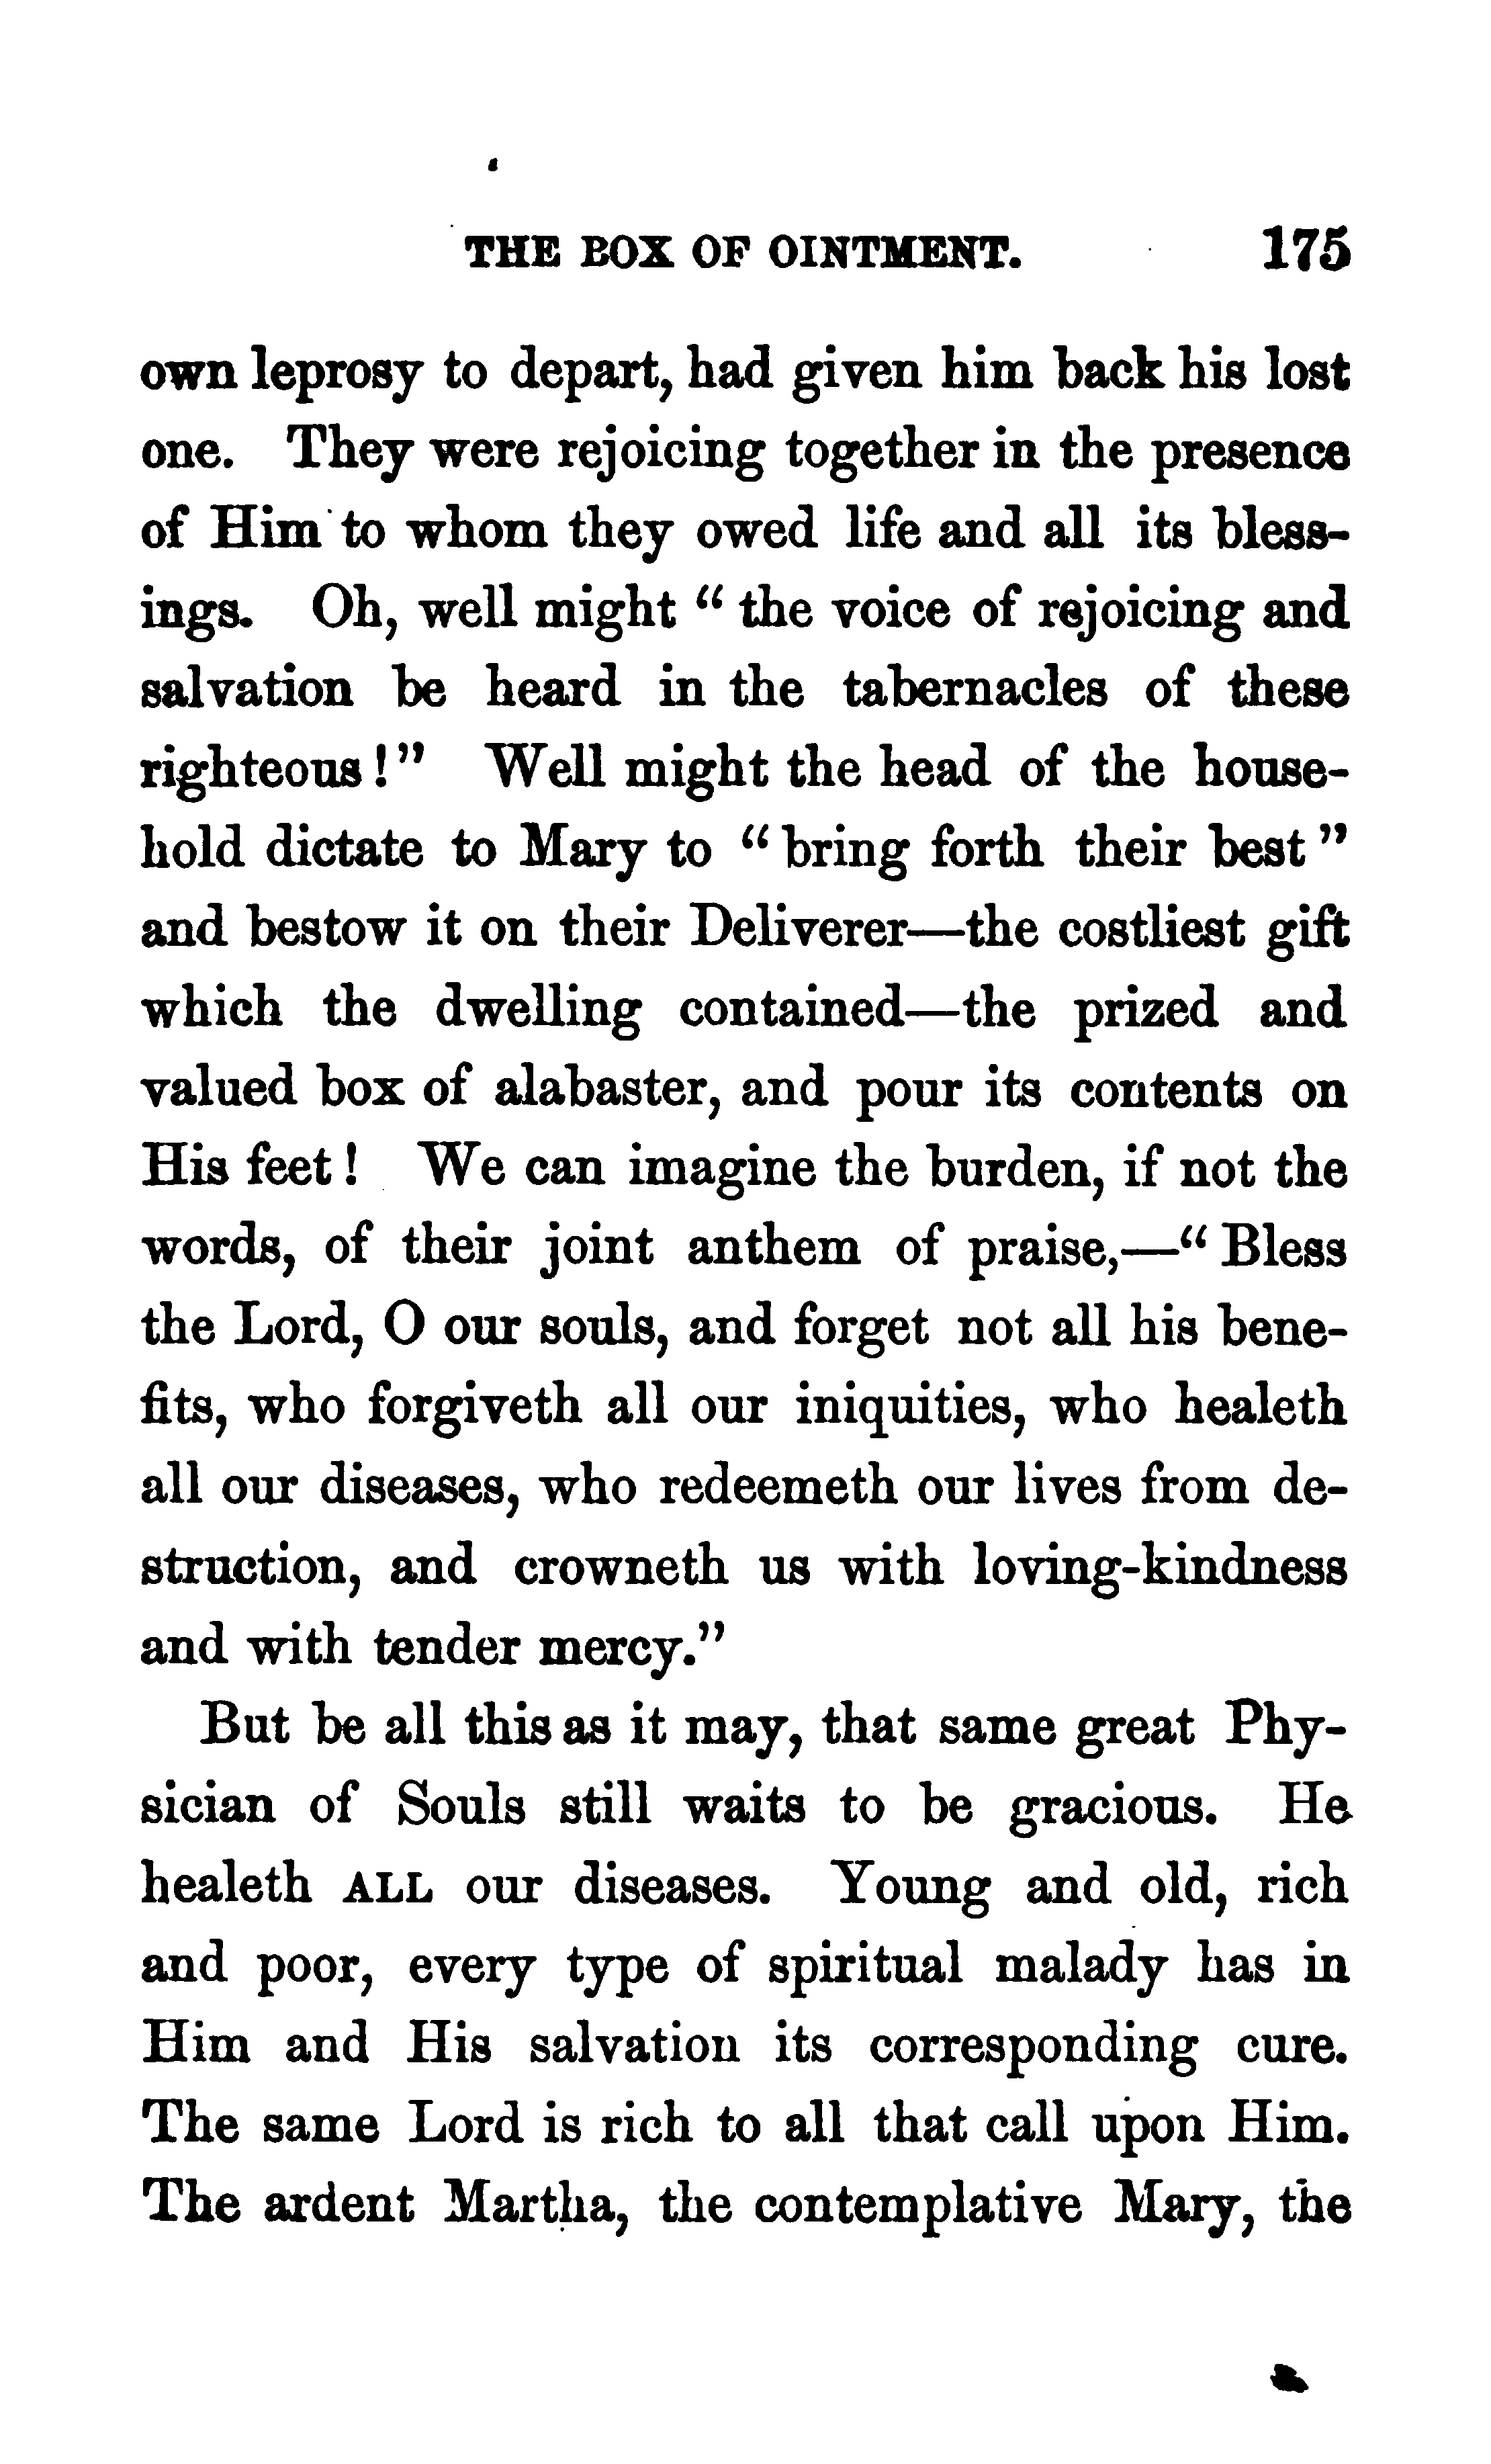 THE BOX OF OINTMENT. 175
own leprosy to depart, had given him back his lost
one. They were rejoicing together in the presence
of Him to whom they owed life and all its bless-
ings. Oh, well might “ the voice of rejoicing and
salvation be heard in the tabernacles of these
righteous ! ” Well might the head of the house-
hold dictate to Mary to “ bring forth their best ”
and bestow it on their Deliverer—the costliest gift
which the dwelling contained—the prized and
valued box of alabaster, and pour its contents on
His feet ! We can imagine the burden, if not the
words, of their joint anthem of praise,—“ Bless
the Lord, O our souls, and forget not all his bene-
fits, who forgiveth all our iniquities, who healeth
all our diseases, who redeemeth our lives from de-
struction, and crowneth us with loving-kindness
and with tender mercy.”
But be all this as it may, that same great Phy-
sician of Souls still waits to be gracious. He
healeth ALL our diseases. Young and old, rich
and poor, every type of spiritual malady has in
Him and His salvation its corresponding cure.
The same Lord is rich to all that call upon Him.
The ardent Martha, the contemplative Mary, the